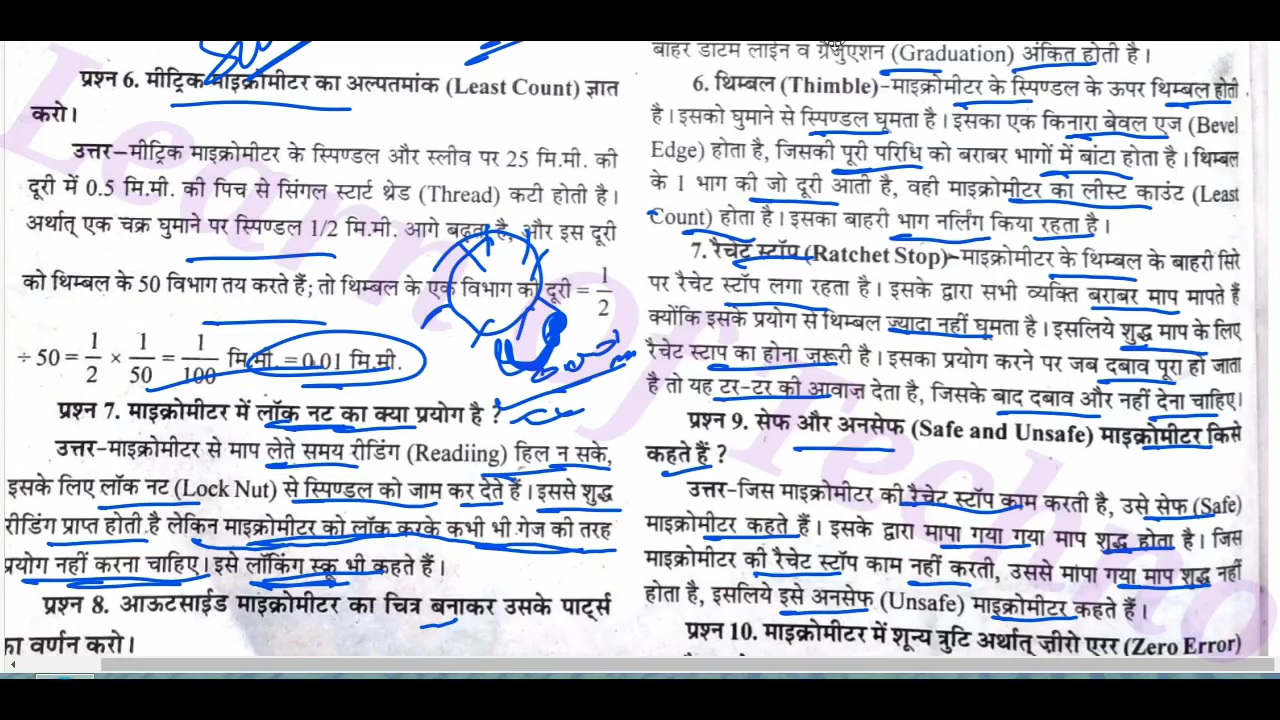 प्रश्न 6. मीट्रिक माइक्रोमीटर का अल्पतमांक (Least Count) ज्ञात
करो।
उत्तर–मीट्रिक माइक्रोमीटर के स्पिण्डल और स्लीव पर 25 मि.मी. की
दूरी में 0.5 मि.मी. की पिच से सिंगल स्टार्ट थ्रेड (Thread) कटी होती है।
अर्थात् एक चक्र घुमाने पर स्पिण्डल 1/2 मि.मी. आगे बढ़ता है, और इस दूरी
को थिम्बल के 50 विभाग तय करते हैं; तो थिम्बल के एक विभाग की दूरी = 1/2
÷ 50 = 1/2 × 1/50 = 1/100 मि.मी. = 0.01 मि.मी.
प्रश्न 7. माइक्रोमीटर में लॉक नट का क्या प्रयोग है ?
उत्तर–माइक्रोमीटर से माप लेते समय रीडिंग (Readiing) हिल न सके,
इसके लिए लॉक नट (Lock Nut) से स्पिण्डल को जाम कर देते हैं। इससे शुद्ध
रीडिंग प्राप्त होती है लेकिन माइक्रोमीटर को लॉक करके कभी भी गेज की तरह
प्रयोग नहीं करना चाहिए। इसे लॉकिंग स्क्रू भी कहते हैं।
प्रश्न 8. आऊटसाईड माइक्रोमीटर का चित्र बनाकर उसके पार्ट्स
का वर्णन करो।
बाहर डाटम लाईन व ग्रेजुएशन (Graduation) अंकित होती है।
6. थिम्बल (Thimble)–माइक्रोमीटर के स्पिण्डल के ऊपर थिम्बल होती
है। इसको घुमाने से स्पिण्डल घूमता है। इसका एक किनारा बेवल एज (Bevel
Edge) होता है, जिसकी पूरी परिधि को बराबर भागों में बांटा होता है। थिम्बल
के 1 भाग की जो दूरी आती है, वही माइक्रोमीटर का लीस्ट काउंट (Least
Count) होता है। इसका बाहरी भाग नर्लिंग किया रहता है।
7. रैचेट स्टॉप (Ratchet Stop)–माइक्रोमीटर के थिम्बल के बाहरी सिरे
पर रैचेट स्टॉप लगा रहता है। इसके द्वारा सभी व्यक्ति बराबर माप मापते हैं
क्योंकि इसके प्रयोग से थिम्बल ज्यादा नहीं घूमता है। इसलिये शुद्ध माप के लिए
रैचेट स्टाप का होना ज़रूरी है। इसका प्रयोग करने पर जब दबाव पूरा हो जाता
है तो यह टर-टर की आवाज़ देता है, जिसके बाद दबाव और नहीं देना चाहिए।
प्रश्न 9. सेफ और अनसेफ (Safe and Unsafe) माइक्रोमीटर किसे
कहते हैं ?
उत्तर–जिस माइक्रोमीटर की रैचेट स्टॉप काम करती है, उसे सेफ (Safe)
माइक्रोमीटर कहते हैं। इसके द्वारा मापा गया गया माप शुद्ध होता है। जिस
माइक्रोमीटर की रैचेट स्टॉप काम नहीं करती, उससे मापा गया माप शुद्ध नहीं
होता है, इसलिये इसे अनसेफ (Unsafe) माइक्रोमीटर कहते हैं।
प्रश्न 10. माइक्रोमीटर में शून्य त्रुटि अर्थात् ज़ीरो एरर (Zero Error)
Learn Of Techno